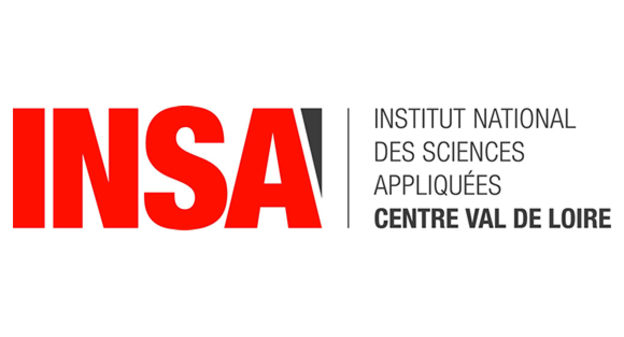 INSA
INSTITUT NATIONAL
DES SCIENCES
APPLIQUÉES
CENTRE VAL DE LOIRE